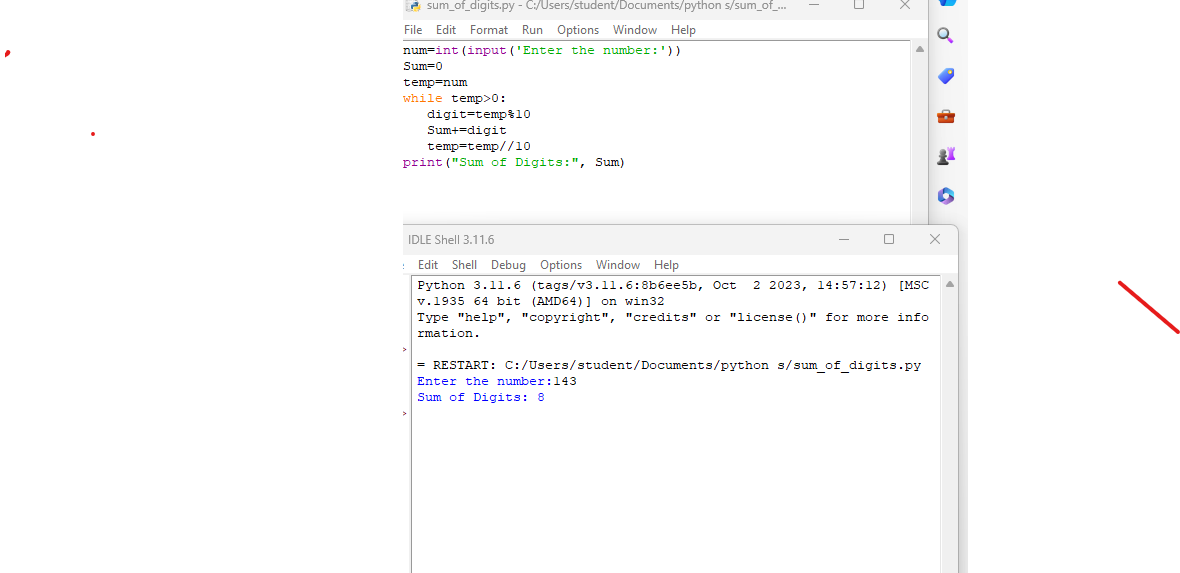 sum_of_digits.py - C:/Users/student/Documents/python s/sum_of_...
File Edit Format Run Options Window Help
num=int(input('Enter the number:'))
Sum=0
temp=num
while temp>0:
digit=temp%10
Sum+=digit
temp=temp//10
print("Sum of Digits:", Sum)
IDLE Shell 3.11.6
Edit Shell Debug Options Window Help
Python 3.11.6 (tags/v3.11.6:8b6ee5b, Oct  2 2023, 14:57:12) [MSC
v.1935 64 bit (AMD64)] on win32
Type "help", "copyright", "credits" or "license()" for more info
rmation.
= RESTART: C:/Users/student/Documents/python s/sum_of_digits.py
Enter the number:143
Sum of Digits: 8